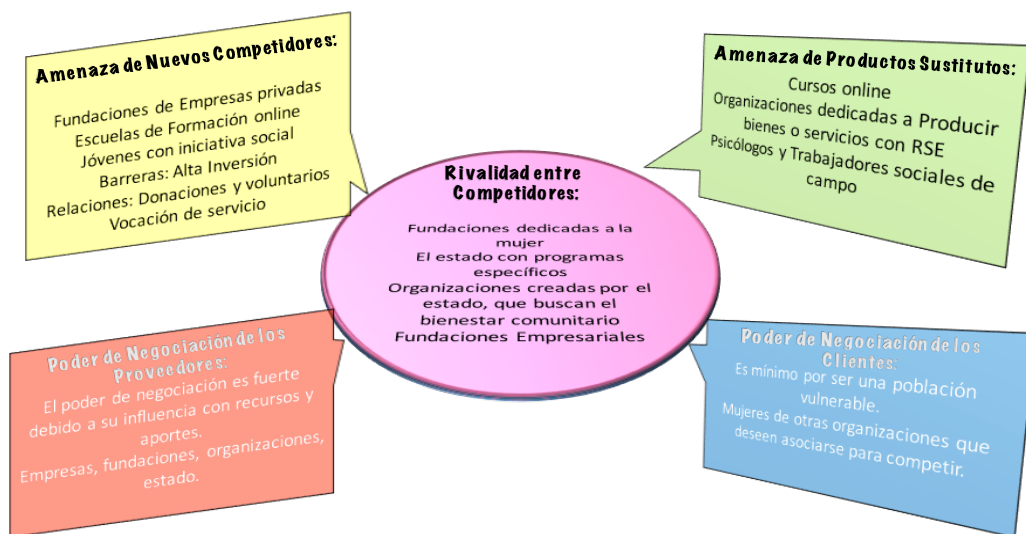 Amenaza de Nuevos Competidores:
Fundaciones de Empresas privadas
Escuelas de Formación online
Jóvenes con iniciativa social
Barreras: Alta Inversión
Relaciones: Donaciones y voluntarios
Vocación de servicio
Amenaza de Productos Sustitutos:
Cursos online
Organizaciones dedicadas a Producir
bienes o servicios con RSE
Psicólogos y Trabajadores sociales de
campo
Rivalidad entre
Competidores:
Fundaciones dedicadas a la
mujer
El estado con programas
específicos
Organizaciones creadas por el
estado, que buscan el
bienestar comunitario
Fundaciones Empresariales
Poder de Negociación de los
Proveedores:
El poder de negociación es fuerte
debido a su influencia con recursos y
aportes.
Empresas, fundaciones, organizaciones,
estado.
Poder de Negociación de los
Clientes:
Es mínimo por ser una población
vulnerable.
Mujeres de otras organizaciones que
deseen asociarse para competir.